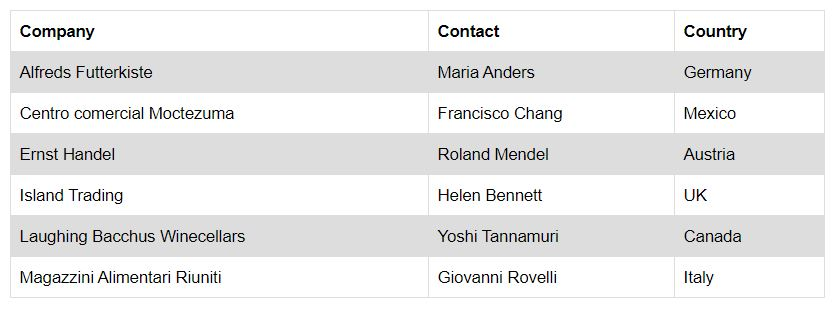 Company Contact Country
Alfreds Futterkiste Maria Anders Germany
Centro comercial Moctezuma Francisco Chang Mexico
Ernst Handel Roland Mendel Austria
Island Trading Helen Bennett UK
Laughing Bacchus Winecellars Yoshi Tannamuri Canada
Magazzini Alimentari Riuniti Giovanni Rovelli Italy